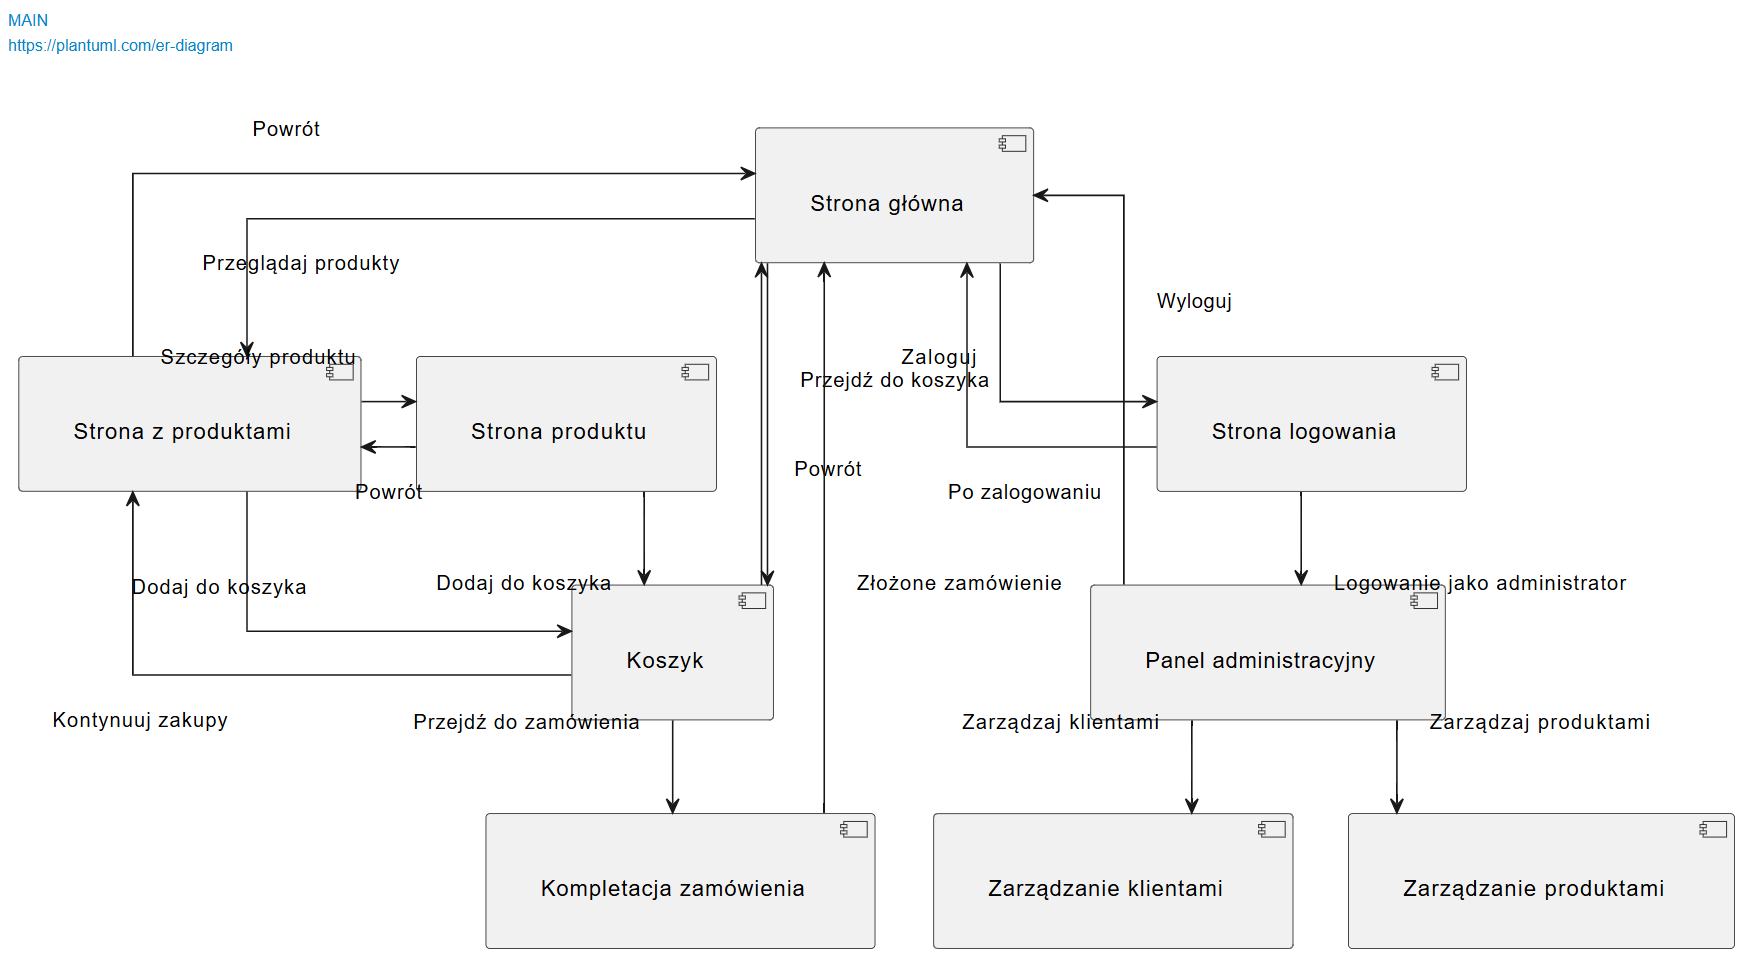 MAIN
https://plantuml.com/er-diagram
Powrót
Strona główna
Przeglądaj produkty
Wyloguj
Szczegóły produktu
Zaloguj
Przejdź do koszyka
Strona z produktami
Strona produktu
Strona logowania
Powrót
Powrót
Po zalogowaniu
Dodaj do koszyka
Dodaj do koszyka
Złożone zamówienie
Logowanie jako administrator
Koszyk
Panel administracyjny
Kontynuuj zakupy
Przejdź do zamówienia
Zarządzaj klientami
Zarządzaj produktami
Kompletacja zamówienia
Zarządzanie klientami
Zarządzanie produktami